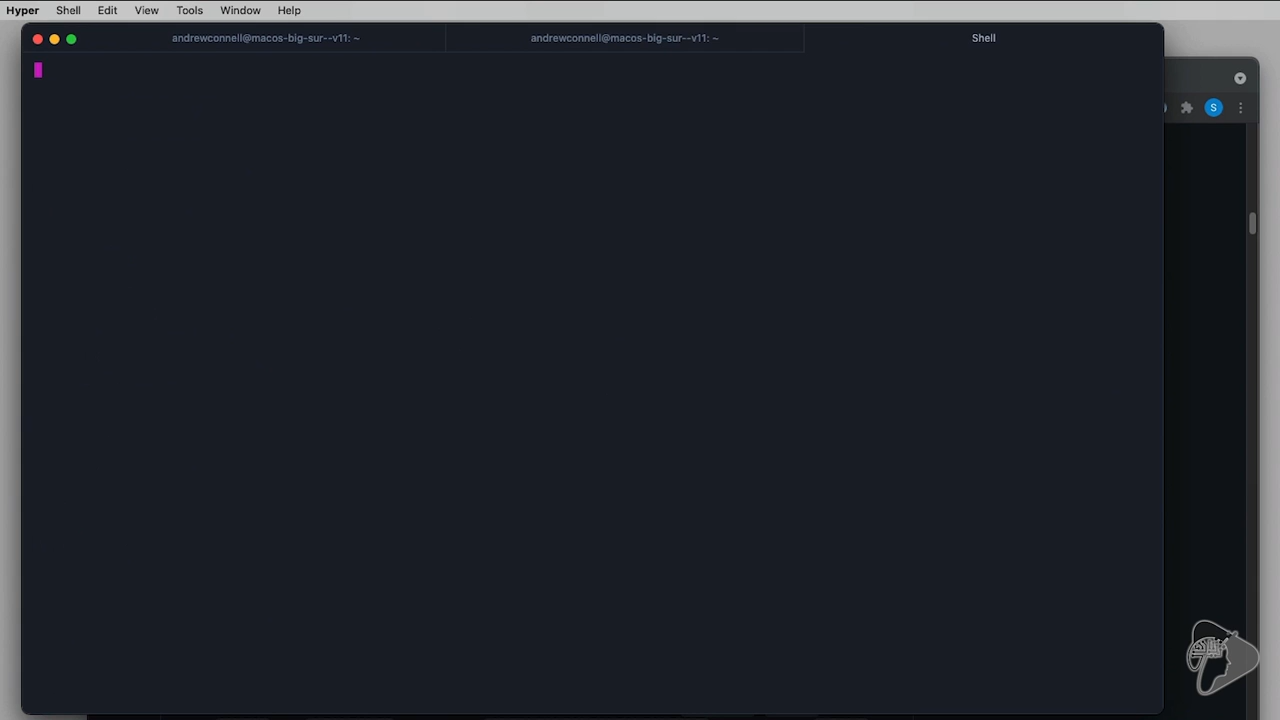 Hyper Shell Edit View Tools Window Help
andrewconnell@macos-big-sur--v11: ~ andrewconnell@macos-big-sur--v11: ~ Shell
S